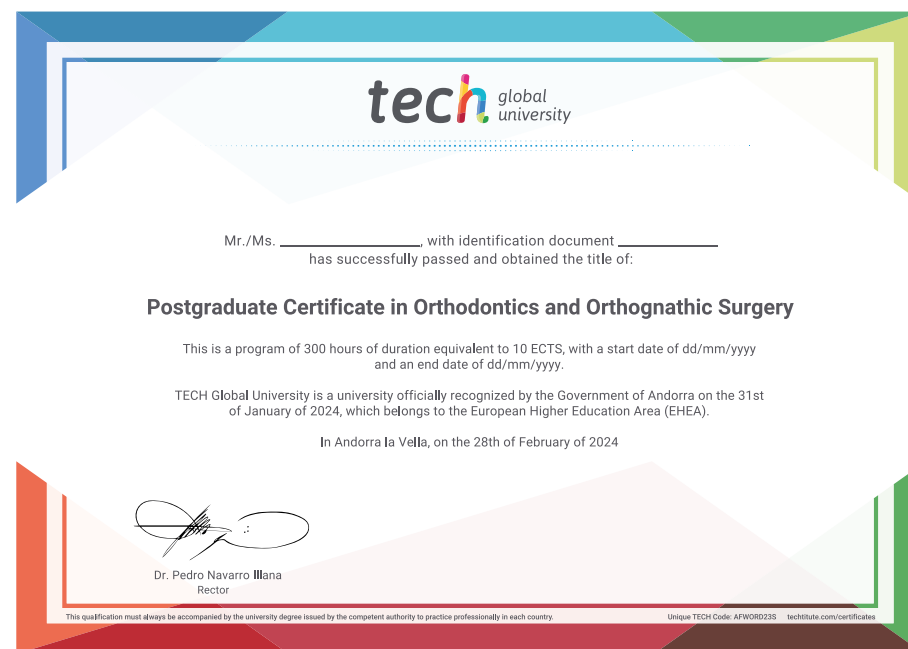 tech global
university
Mr./Ms. ____________, with identification document ____________
has successfully passed and obtained the title of:
Postgraduate Certificate in Orthodontics and Orthognathic Surgery
This is a program of 300 hours of duration equivalent to 10 ECTS, with a start date of dd/mm/yyyy
and an end date of dd/mm/yyyy.
TECH Global University is a university officially recognized by the Government of Andorra on the 31st
of January of 2024, which belongs to the European Higher Education Area (EHEA).
In Andorra la Vella, on the 28th of February of 2024
Dr. Pedro Navarro Illana
Rector
This qualification must always be accompanied by the university degree issued by the competent authority to practice professionally in each country. Unique TECH Code: AFWORD23S techtitute.com/certificates